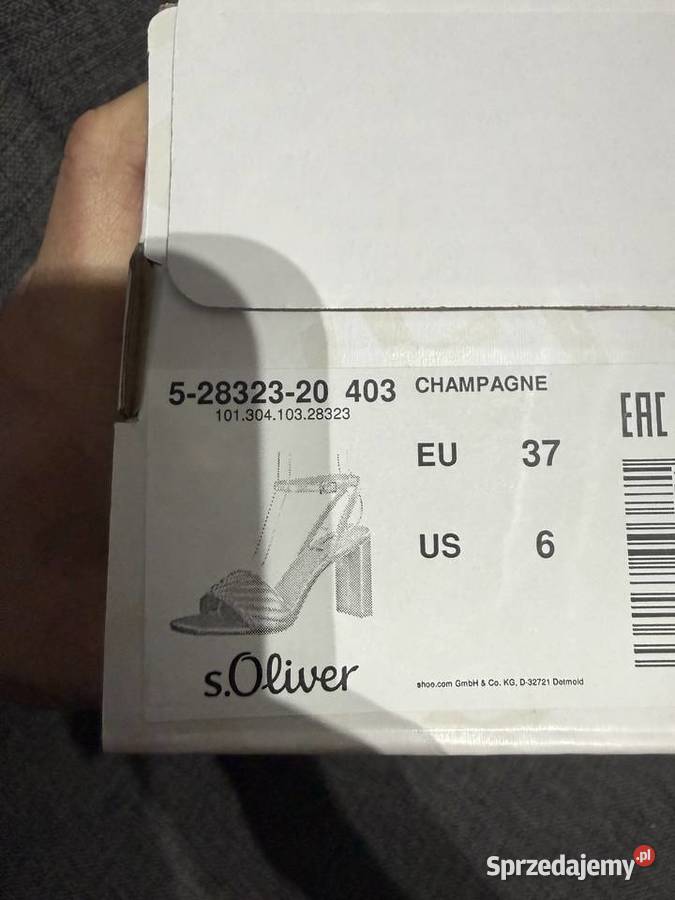 5-28323-20 403 CHAMPAGNE
101.304.103.28323
EAC
EU 37
US 6
s.Oliver
shoo.com GmbH & Co. KG, D-32721 Detmold
Sprzedajemy.pl